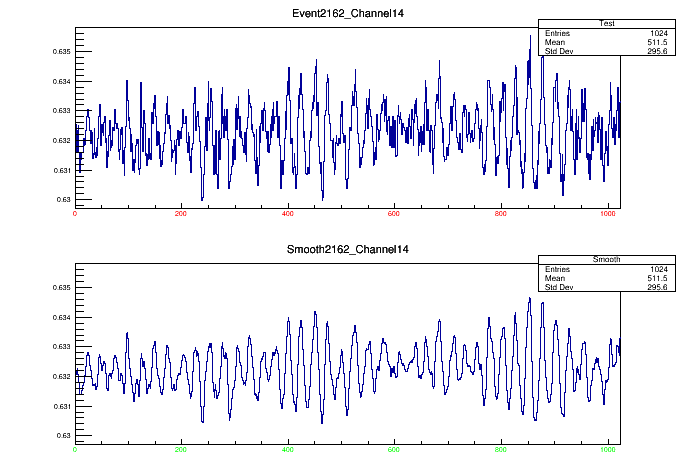 Event2162_Channel14
Test
Entries 1024
Mean 511.5
Std Dev 295.6
0.635
0.634
0.633
0.632
0.631
0.63
0 200 400 600 800 1000
Smooth2162_Channel14
Smooth
Entries 1024
Mean 511.5
Std Dev 295.6
0.635
0.634
0.633
0.632
0.631
0.63
0 200 400 600 800 1000